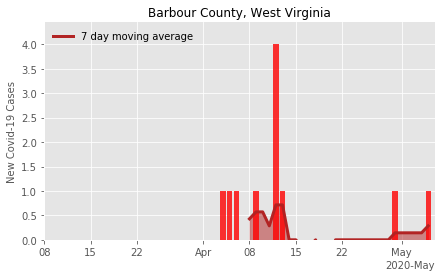 Barbour County, West Virginia
7 day moving average
New Covid-19 Cases
4.0
3.5
3.0
2.5
2.0
1.5
1.0
0.5
0.0
08 15 22 Apr 08 15 22 May
2020-May